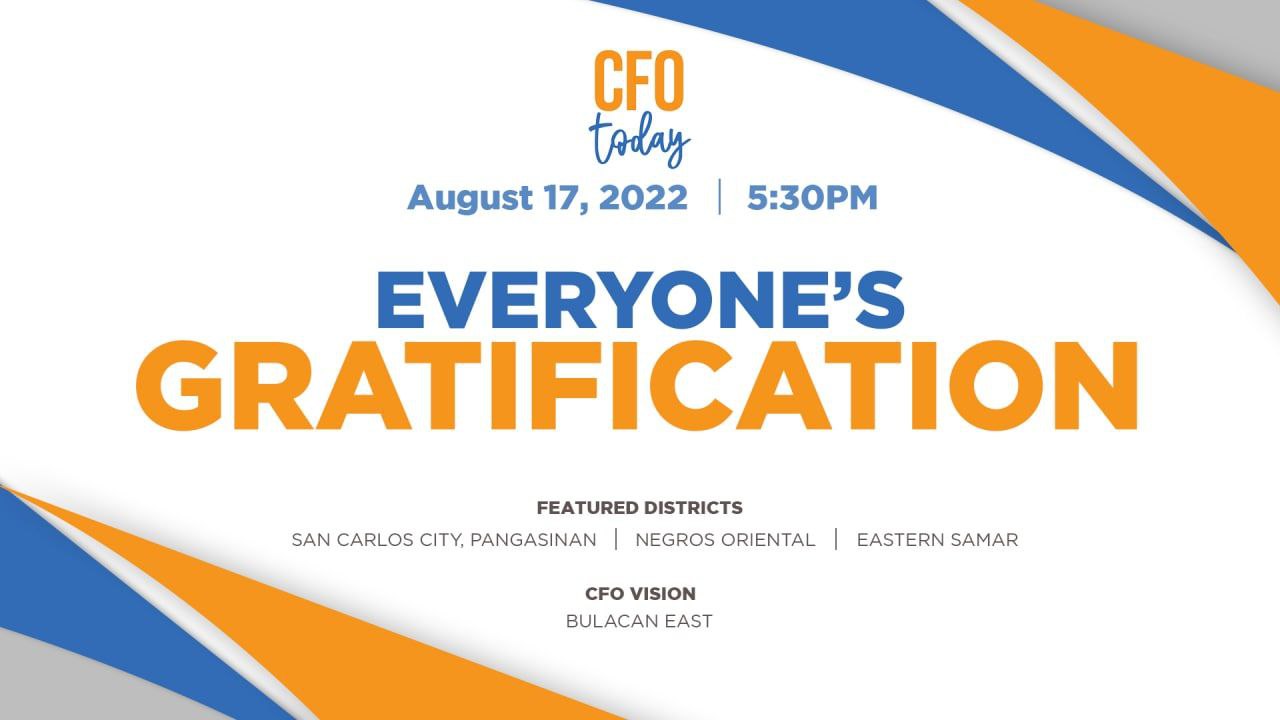 CFO
today
August 17, 2022 | 5:30PM
EVERYONE'S
GRATIFICATION
FEATURED DISTRICTS
SAN CARLOS CITY, PANGASINAN | NEGROS ORIENTAL | EASTERN SAMAR
CFO VISION
BULACAN EAST